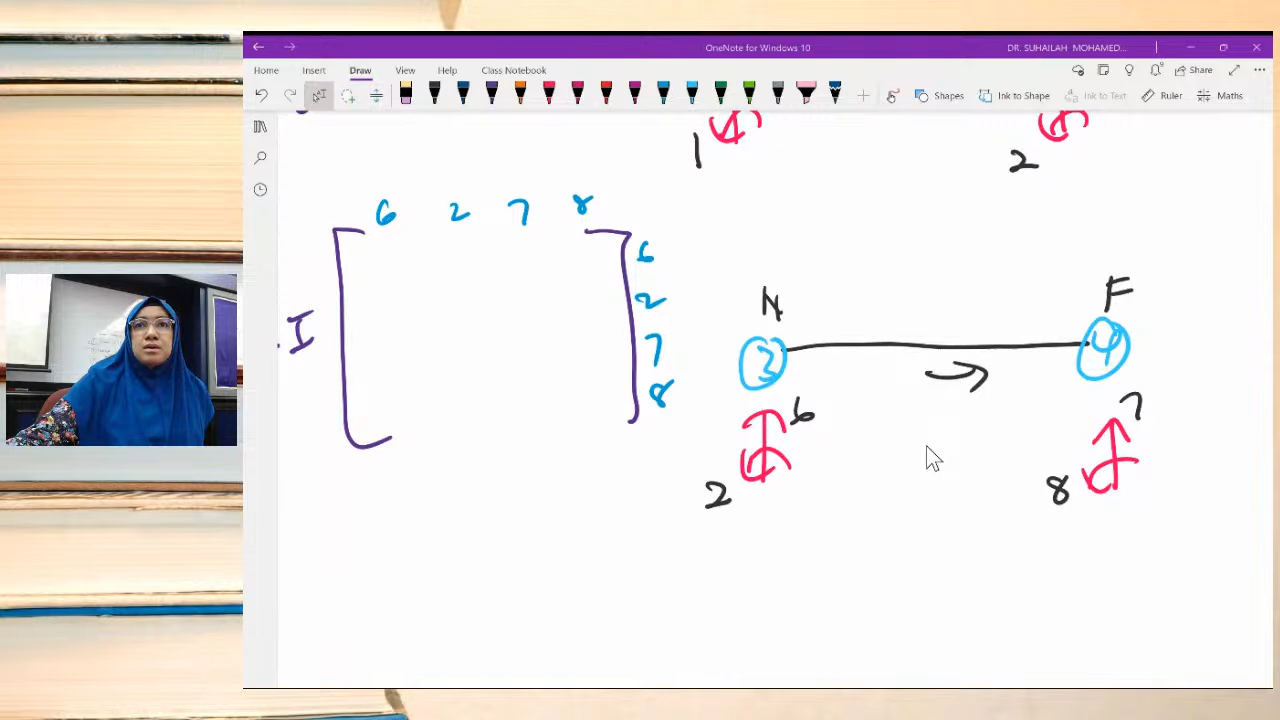 OneNote for Windows 10
DR. SUHAILAH MOHAMED...
Home Insert Draw View Help Class Notebook
Share
Shapes Ink to Shape Ink to Text Ruler Maths
1 2
6 2 7 8
6
2
7
8
I
N F
3 4
6 7
2 8